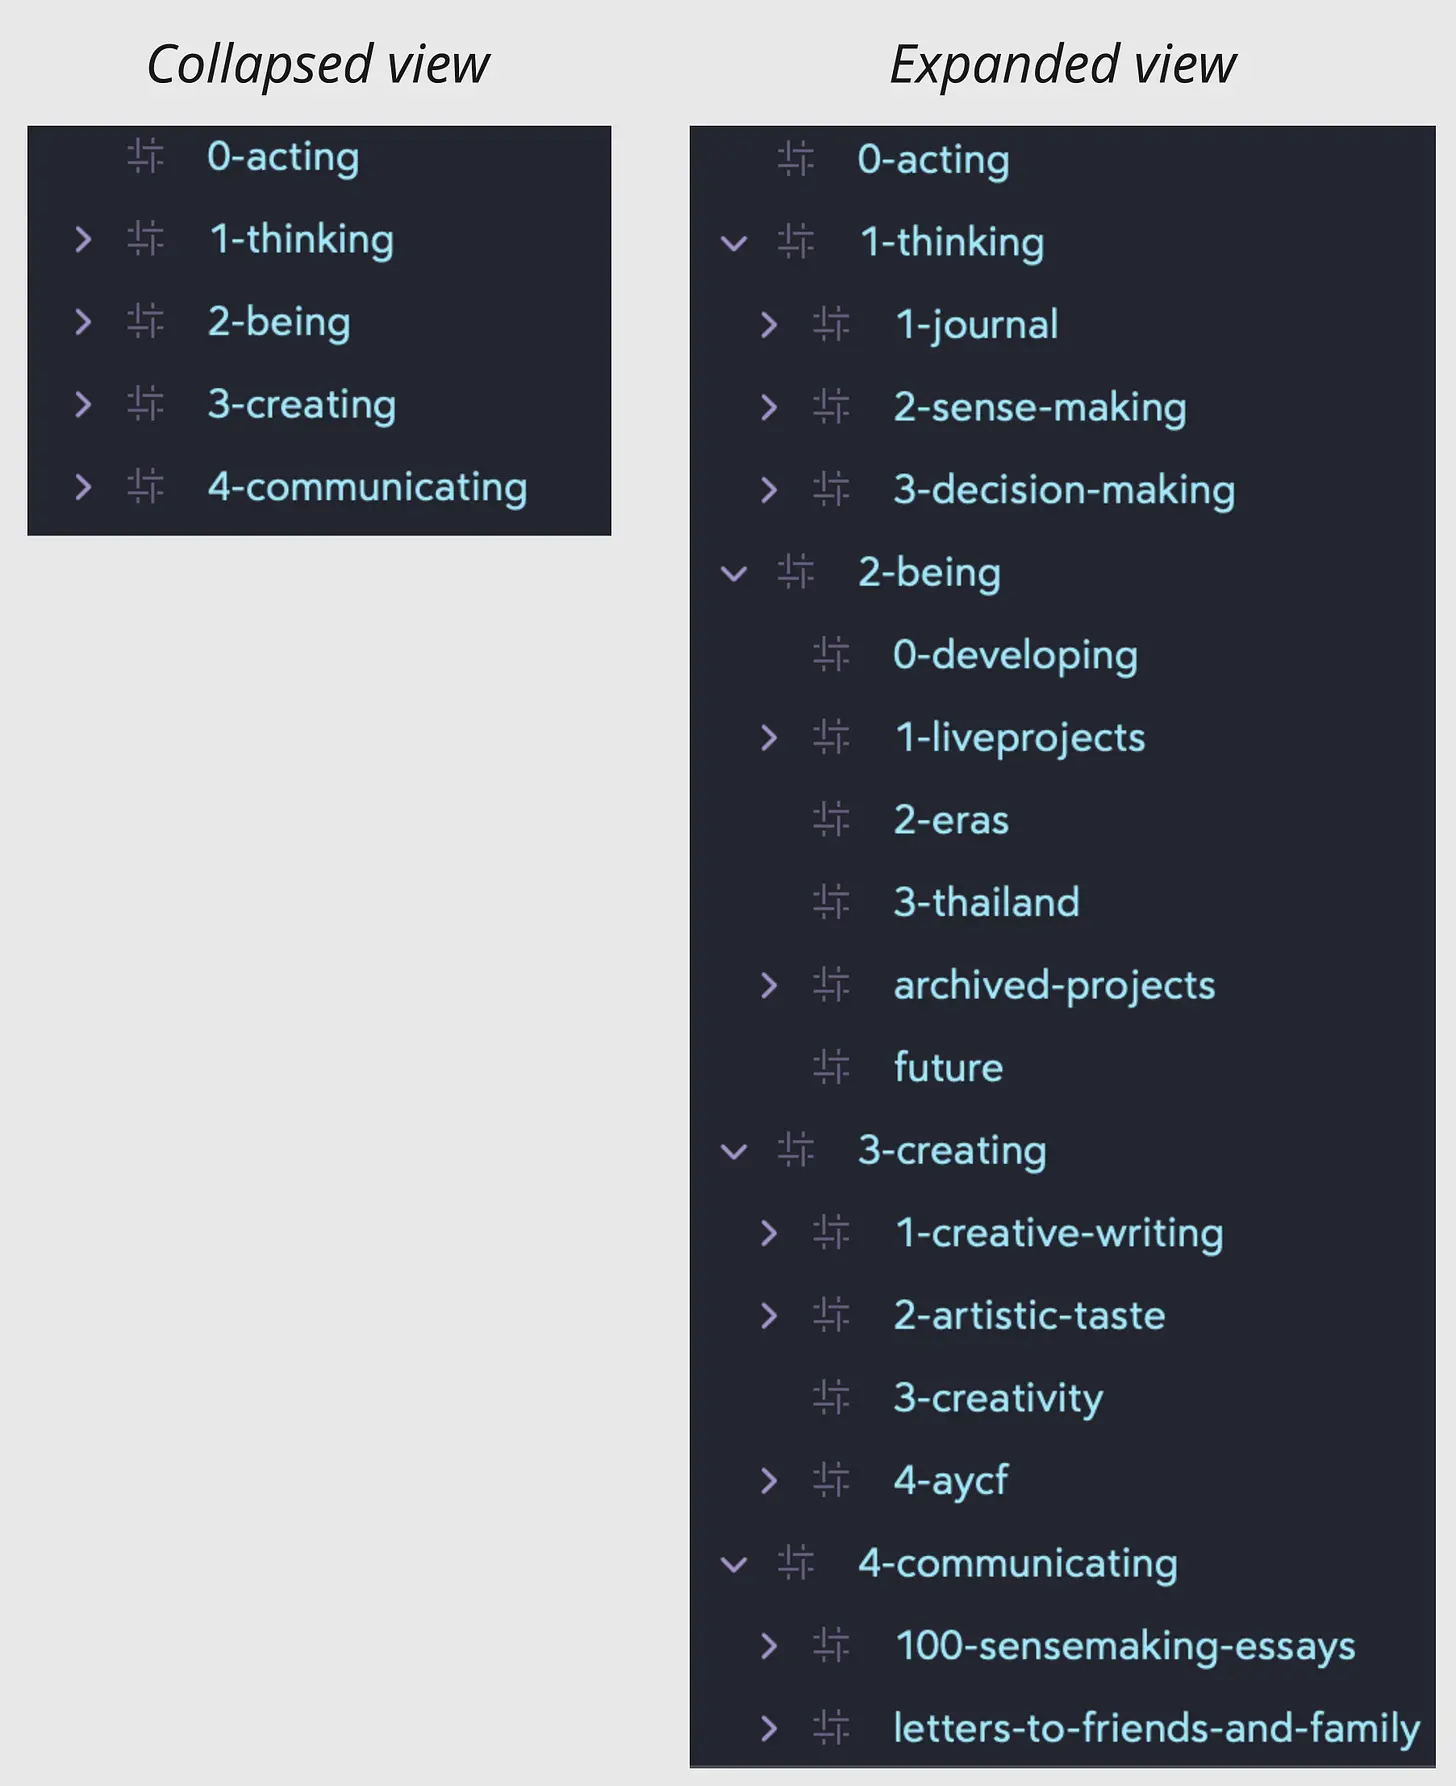 Collapsed view
0-acting
1-thinking
2-being
3-creating
4-communicating
Expanded view
0-acting
1-thinking
1-journal
2-sense-making
3-decision-making
2-being
0-developing
1-liveprojects
2-eras
3-thailand
archived-projects
future
3-creating
1-creative-writing
2-artistic-taste
3-creativity
4-aycf
4-communicating
100-sensemaking-essays
letters-to-friends-and-family